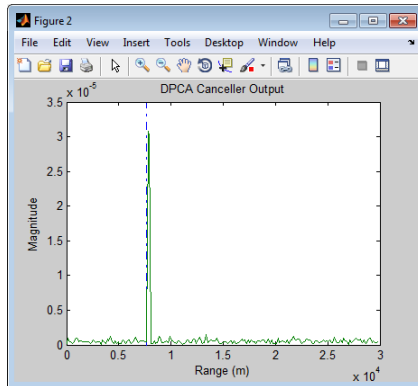 Figure 2
File Edit View Insert Tools Desktop Window Help
DPCA Canceller Output
x 10^-5
3.5
3
2.5
2
1.5
1
0.5
0
Magnitude
0 0.5 1 1.5 2 2.5 3
x 10^4
Range (m)